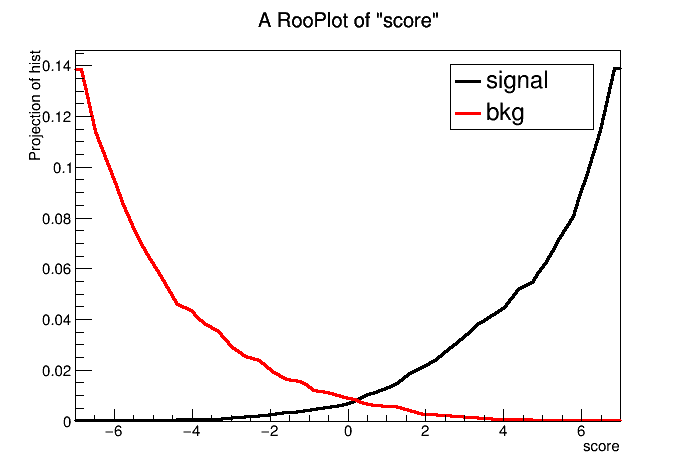 A RooPlot of "score"
Projection of hist
0.14
0.12
0.1
0.08
0.06
0.04
0.02
0
signal
bkg
−6 −4 −2 0 2 4 6
score